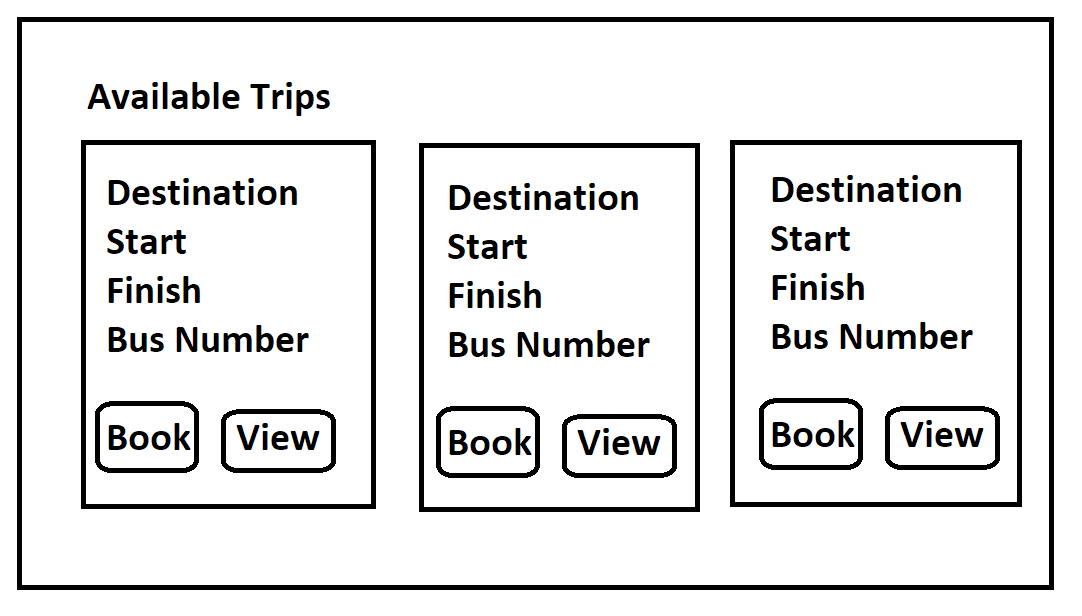 Available Trips
Destination
Start
Finish
Bus Number
Book View
Destination
Start
Finish
Bus Number
Book View
Destination
Start
Finish
Bus Number
Book View